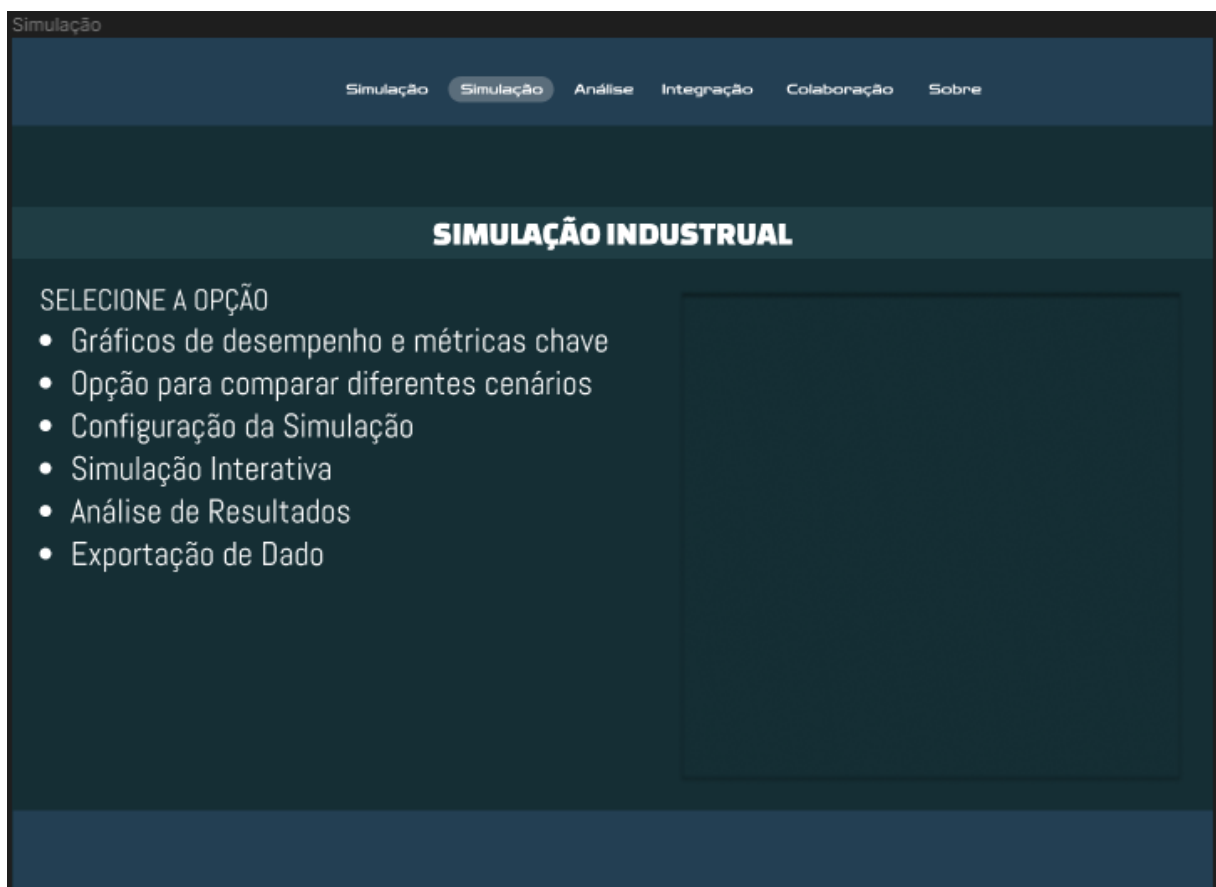 Simulação
Simulação Simulação Análise Integração Colaboração Sobre
SIMULAÇÃO INDUSTRUAL
SELECIONE A OPÇÃO
• Gráficos de desempenho e métricas chave
• Opção para comparar diferentes cenários
• Configuração da Simulação
• Simulação Interativa
• Análise de Resultados
• Exportação de Dado